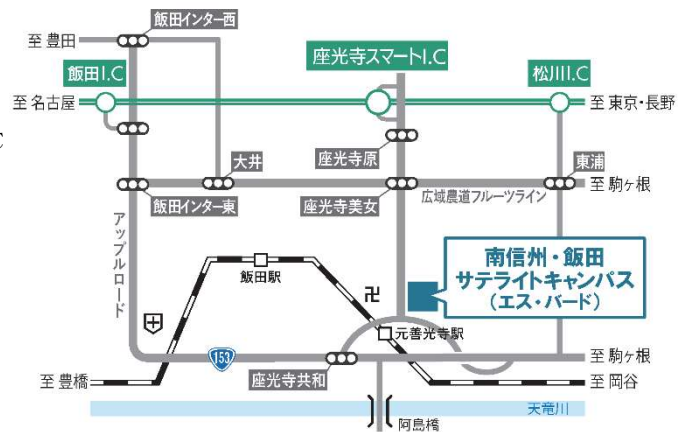 飯田インター西
至 豊田
飯田I.C
座光寺スマートI.C
松川I.C
至 名古屋
至 東京・長野
C
大井
座光寺原
東浦
飯田インター東
座光寺美女
広域農道フルーツライン
至 駒ヶ根
アップルロード
飯田駅
卍
南信州・飯田
サテライトキャンパス
（エス・バード）
元善光寺駅
153
座光寺共和
至 駒ヶ根
至 豊橋
至 岡谷
天竜川
阿島橋